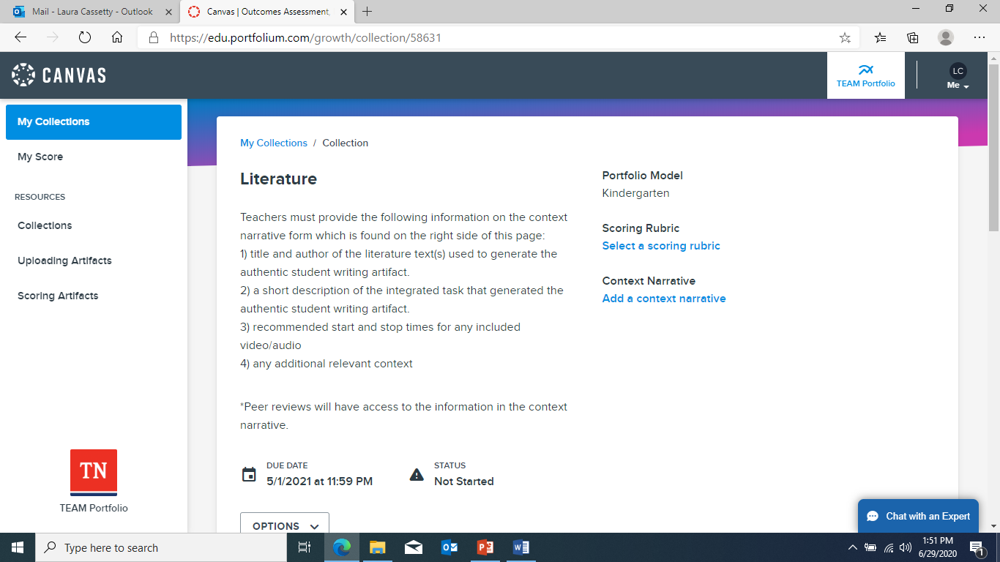 Mail - Laura Cassetty - Outlook
Canvas | Outcomes Assessment,
https://edu.portfolium.com/growth/collection/58631
CANVAS
TEAM Portfolio
LC
Me
My Collections
My Score
RESOURCES
Collections
Uploading Artifacts
Scoring Artifacts
TN
TEAM Portfolio
My Collections / Collection
Literature
Teachers must provide the following information on the context
narrative form which is found on the right side of this page:
1) title and author of the literature text(s) used to generate the
authentic student writing artifact.
2) a short description of the integrated task that generated the
authentic student writing artifact.
3) recommended start and stop times for any included
video/audio
4) any additional relevant context
*Peer reviews will have access to the information in the context
narrative.
DUE DATE
5/1/2021 at 11:59 PM
STATUS
Not Started
OPTIONS
Portfolio Model
Kindergarten
Scoring Rubric
Select a scoring rubric
Context Narrative
Add a context narrative
Chat with an Expert
Type here to search
1:51 PM
6/29/2020
1